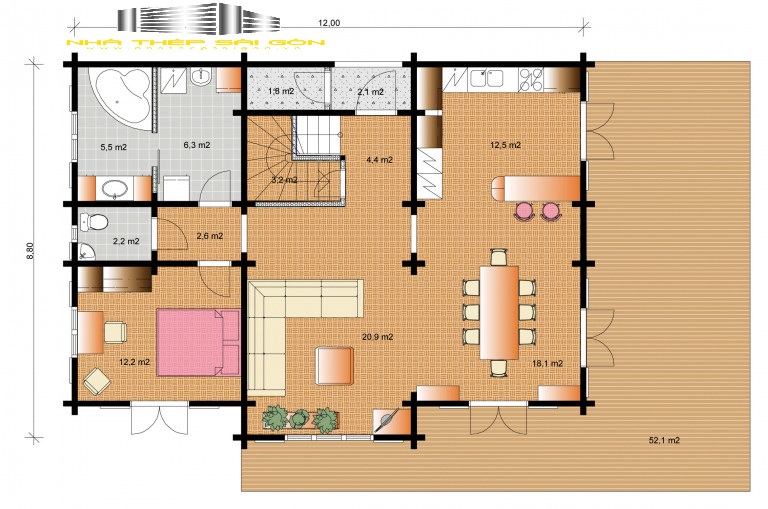 12,00
NHÀ THÉP SÀI GÒN
8,80
1,8 m2
2,1 m2
5,5 m2
6,3 m2
4,4 m2
12,5 m2
3,2 m2
2,2 m2
2,6 m2
20,9 m2
12,2 m2
18,1 m2
52,1 m2